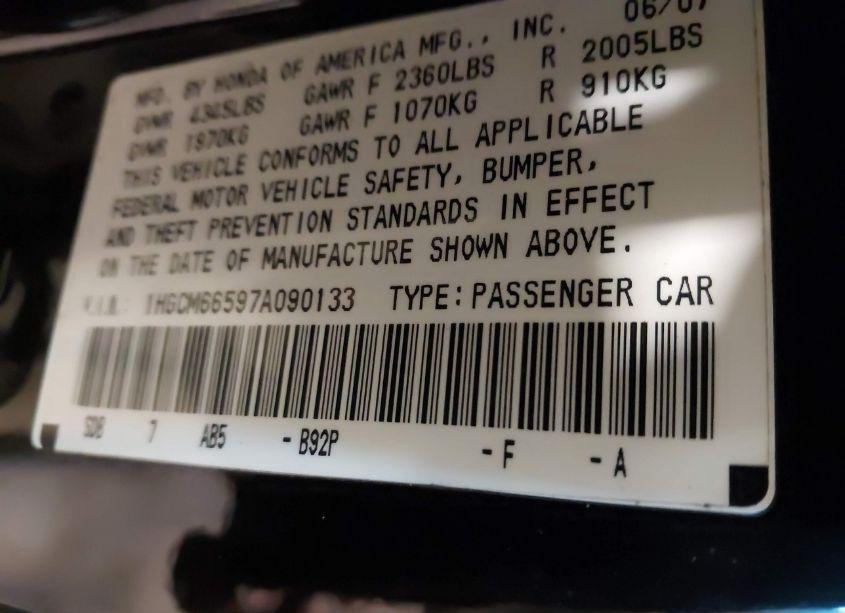 MFD. BY HONDA OF AMERICA MFG., INC. 06/07
GVWR 4345LBS GAWR F 2360LBS R 2005LBS
GVWR 1970KG GAWR F 1070KG R 910KG
THIS VEHICLE CONFORMS TO ALL APPLICABLE
FEDERAL MOTOR VEHICLE SAFETY, BUMPER,
AND THEFT PREVENTION STANDARDS IN EFFECT
ON THE DATE OF MANUFACTURE SHOWN ABOVE.
V.I.N.: 1HGCM66597A090133 TYPE: PASSENGER CAR
SDB 7 AB5 -B92P -F -A